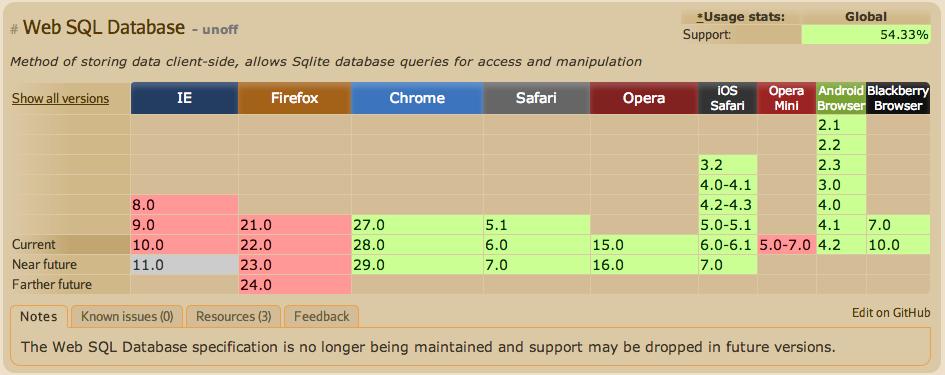 # Web SQL Database - unoff
*Usage stats: Global
Support: 54.33%
Method of storing data client-side, allows Sqlite database queries for access and manipulation
Show all versions IE Firefox Chrome Safari Opera iOS Safari Opera Mini Android Browser Blackberry Browser
2.1
2.2
3.2 2.3
4.0-4.1 3.0
8.0 4.2-4.3 4.0
9.0 21.0 27.0 5.1 5.0-5.1 4.1 7.0
Current 10.0 22.0 28.0 6.0 15.0 6.0-6.1 5.0-7.0 4.2 10.0
Near future 11.0 23.0 29.0 7.0 16.0 7.0
Farther future 24.0
Notes Known issues (0) Resources (3) Feedback Edit on GitHub
The Web SQL Database specification is no longer being maintained and support may be dropped in future versions.